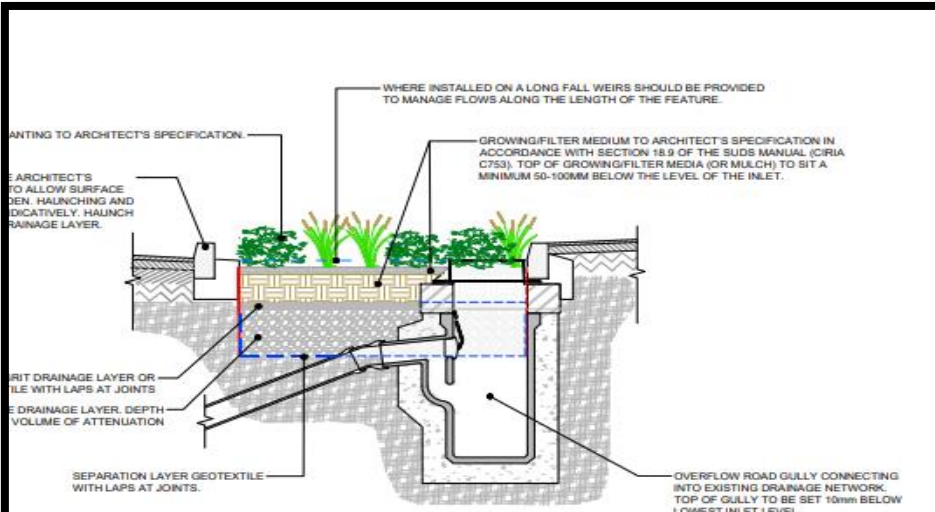 WHERE INSTALLED ON A LONG FALL WEIRS SHOULD BE PROVIDED
TO MANAGE FLOWS ALONG THE LENGTH OF THE FEATURE.
ANTING TO ARCHITECT'S SPECIFICATION.
GROWING/FILTER MEDIUM TO ARCHITECT'S SPECIFICATION IN
ACCORDANCE WITH SECTION 18.9 OF THE SUDS MANUAL (CIRIA
C753). TOP OF GROWING/FILTER MEDIA (OR MULCH) TO SIT A
MINIMUM 50-100MM BELOW THE LEVEL OF THE INLET.
E ARCHITECT'S
TO ALLOW SURFACE
DEN. HAUNCHING AND
NDICATIVELY. HAUNCH
RAINAGE LAYER.
GRIT DRAINAGE LAYER OR
TILE WITH LAPS AT JOINTS
E DRAINAGE LAYER. DEPTH
VOLUME OF ATTENUATION
SEPARATION LAYER GEOTEXTILE
WITH LAPS AT JOINTS.
OVERFLOW ROAD GULLY CONNECTING
INTO EXISTING DRAINAGE NETWORK.
TOP OF GULLY TO BE SET 10mm BELOW
LOWEST INLET LEVEL